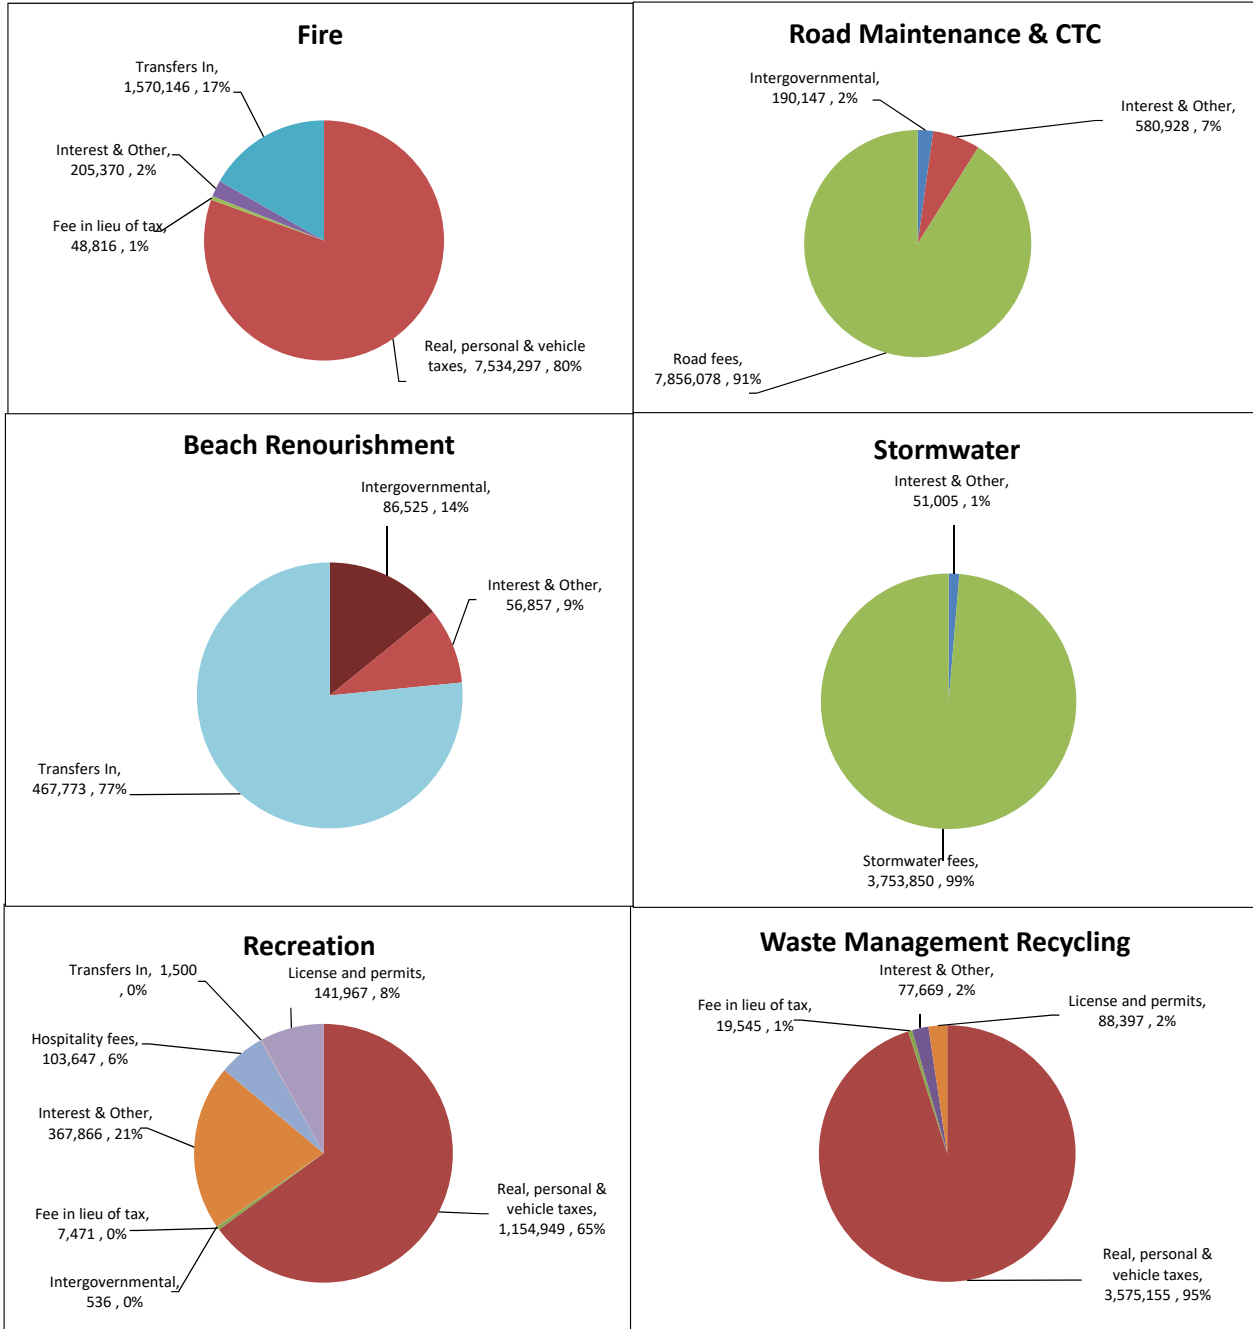 Fire
Transfers In,
1,570,146 , 17%
Interest & Other,
205,370 , 2%
Fee in lieu of tax,
48,816 , 1%
Real, personal & vehicle
taxes, 7,534,297 , 80%
Road Maintenance & CTC
Intergovernmental,
190,147 , 2%
Interest & Other,
580,928 , 7%
Road fees,
7,856,078 , 91%
Beach Renourishment
Intergovernmental,
86,525 , 14%
Interest & Other,
56,857 , 9%
Transfers In,
467,773 , 77%
Stormwater
Interest & Other,
51,005 , 1%
Stormwater fees,
3,753,850 , 99%
Recreation
Transfers In, 1,500
, 0%
License and permits,
141,967 , 8%
Hospitality fees,
103,647 , 6%
Interest & Other,
367,866 , 21%
Fee in lieu of tax,
7,471 , 0%
Intergovernmental,
536 , 0%
Real, personal &
vehicle taxes,
1,154,949 , 65%
Waste Management Recycling
Interest & Other,
77,669 , 2%
Fee in lieu of tax,
19,545 , 1%
License and permits,
88,397 , 2%
Real, personal &
vehicle taxes,
3,575,155 , 95%